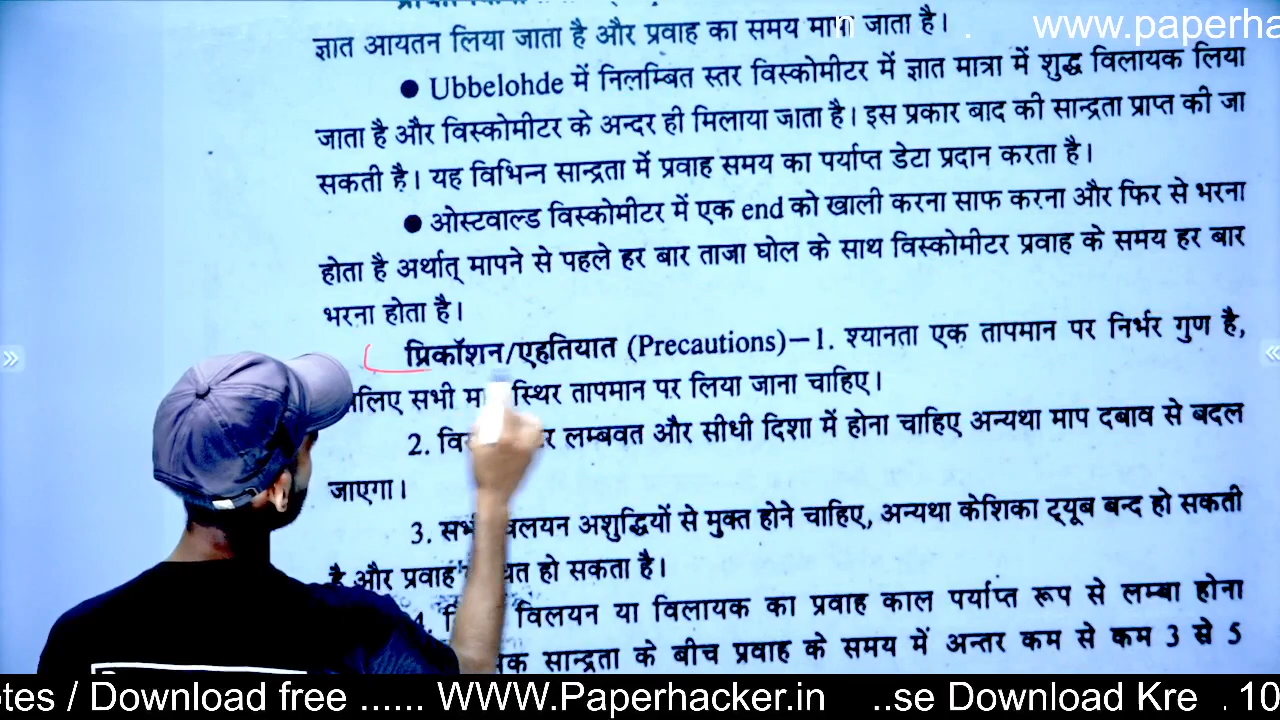 www.paperha
ज्ञात आयतन लिया जाता है और प्रवाह का समय मापा जाता है।
● Ubbelohde में निलम्बित स्तर विस्कोमीटर में ज्ञात मात्रा में शुद्ध विलायक लिया
जाता है और विस्कोमीटर के अन्दर ही मिलाया जाता है। इस प्रकार बाद की सान्द्रता प्राप्त की जा
सकती है। यह विभिन्न सान्द्रता में प्रवाह समय का पर्याप्त डेटा प्रदान करता है।
● ओस्टवाल्ड विस्कोमीटर में एक end को खाली करना साफ करना और फिर से भरना
होता है अर्थात् मापने से पहले हर बार ताजा घोल के साथ विस्कोमीटर प्रवाह के समय हर बार
भरना होता है।
प्रिकॉशन/एहतियात (Precautions)—1. श्यानता एक तापमान पर निर्भर गुण है,
लिए सभी स्थिर तापमान पर लिया जाना चाहिए।
2. लम्बवत और सीधी दिशा में होना चाहिए अन्यथा माप दबाव से बदल
जाएगा।
3. विलयन अशुद्धियों से मुक्त होने चाहिए, अन्यथा केशिका ट्यूब बन्द हो सकती
है और प्रवाह हो सकता है।
4. विलयन या विलायक का प्रवाह काल पर्याप्त रूप से लम्बा होना
सान्द्रता के बीच प्रवाह के समय में अन्तर कम से कम 3 से 5
otes / Download free ...... WWW.Paperhacker.in ..se Download Kre . 10